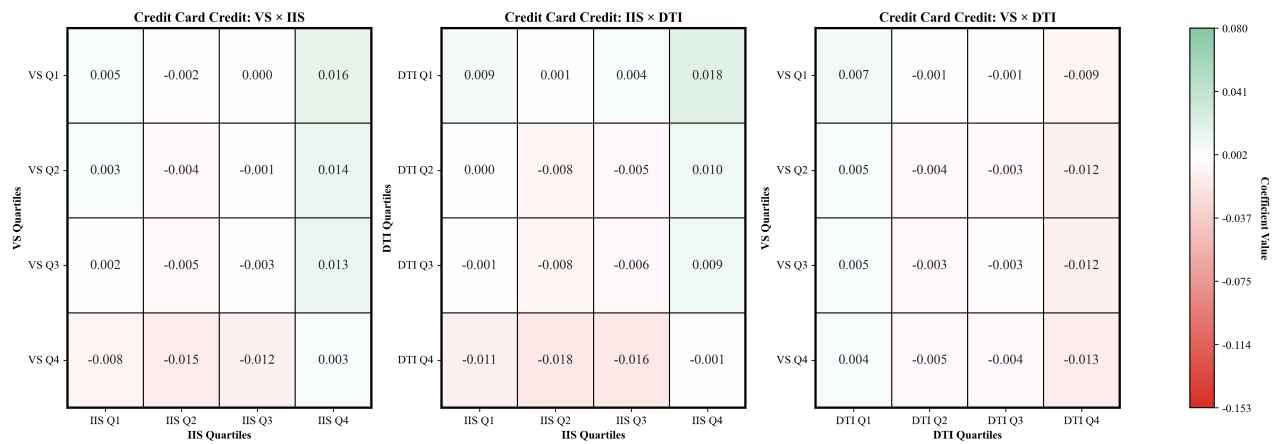 Credit Card Credit: VS × IIS
VS Quartiles
VS Q1 0.005 -0.002 0.000 0.016
VS Q2 0.003 -0.004 -0.001 0.014
VS Q3 0.002 -0.005 -0.003 0.013
VS Q4 -0.008 -0.015 -0.012 0.003
IIS Q1 IIS Q2 IIS Q3 IIS Q4
IIS Quartiles
Credit Card Credit: IIS × DTI
DTI Quartiles
DTI Q1 0.009 0.001 0.004 0.018
DTI Q2 0.000 -0.008 -0.005 0.010
DTI Q3 -0.001 -0.008 -0.006 0.009
DTI Q4 -0.011 -0.018 -0.016 -0.001
IIS Q1 IIS Q2 IIS Q3 IIS Q4
IIS Quartiles
Credit Card Credit: VS × DTI
VS Quartiles
VS Q1 0.007 -0.001 -0.001 -0.009
VS Q2 0.005 -0.004 -0.003 -0.012
VS Q3 0.005 -0.003 -0.003 -0.012
VS Q4 0.004 -0.005 -0.004 -0.013
DTI Q1 DTI Q2 DTI Q3 DTI Q4
DTI Quartiles
0.080
0.041
0.002
-0.037
-0.075
-0.114
-0.153
Coefficient Value